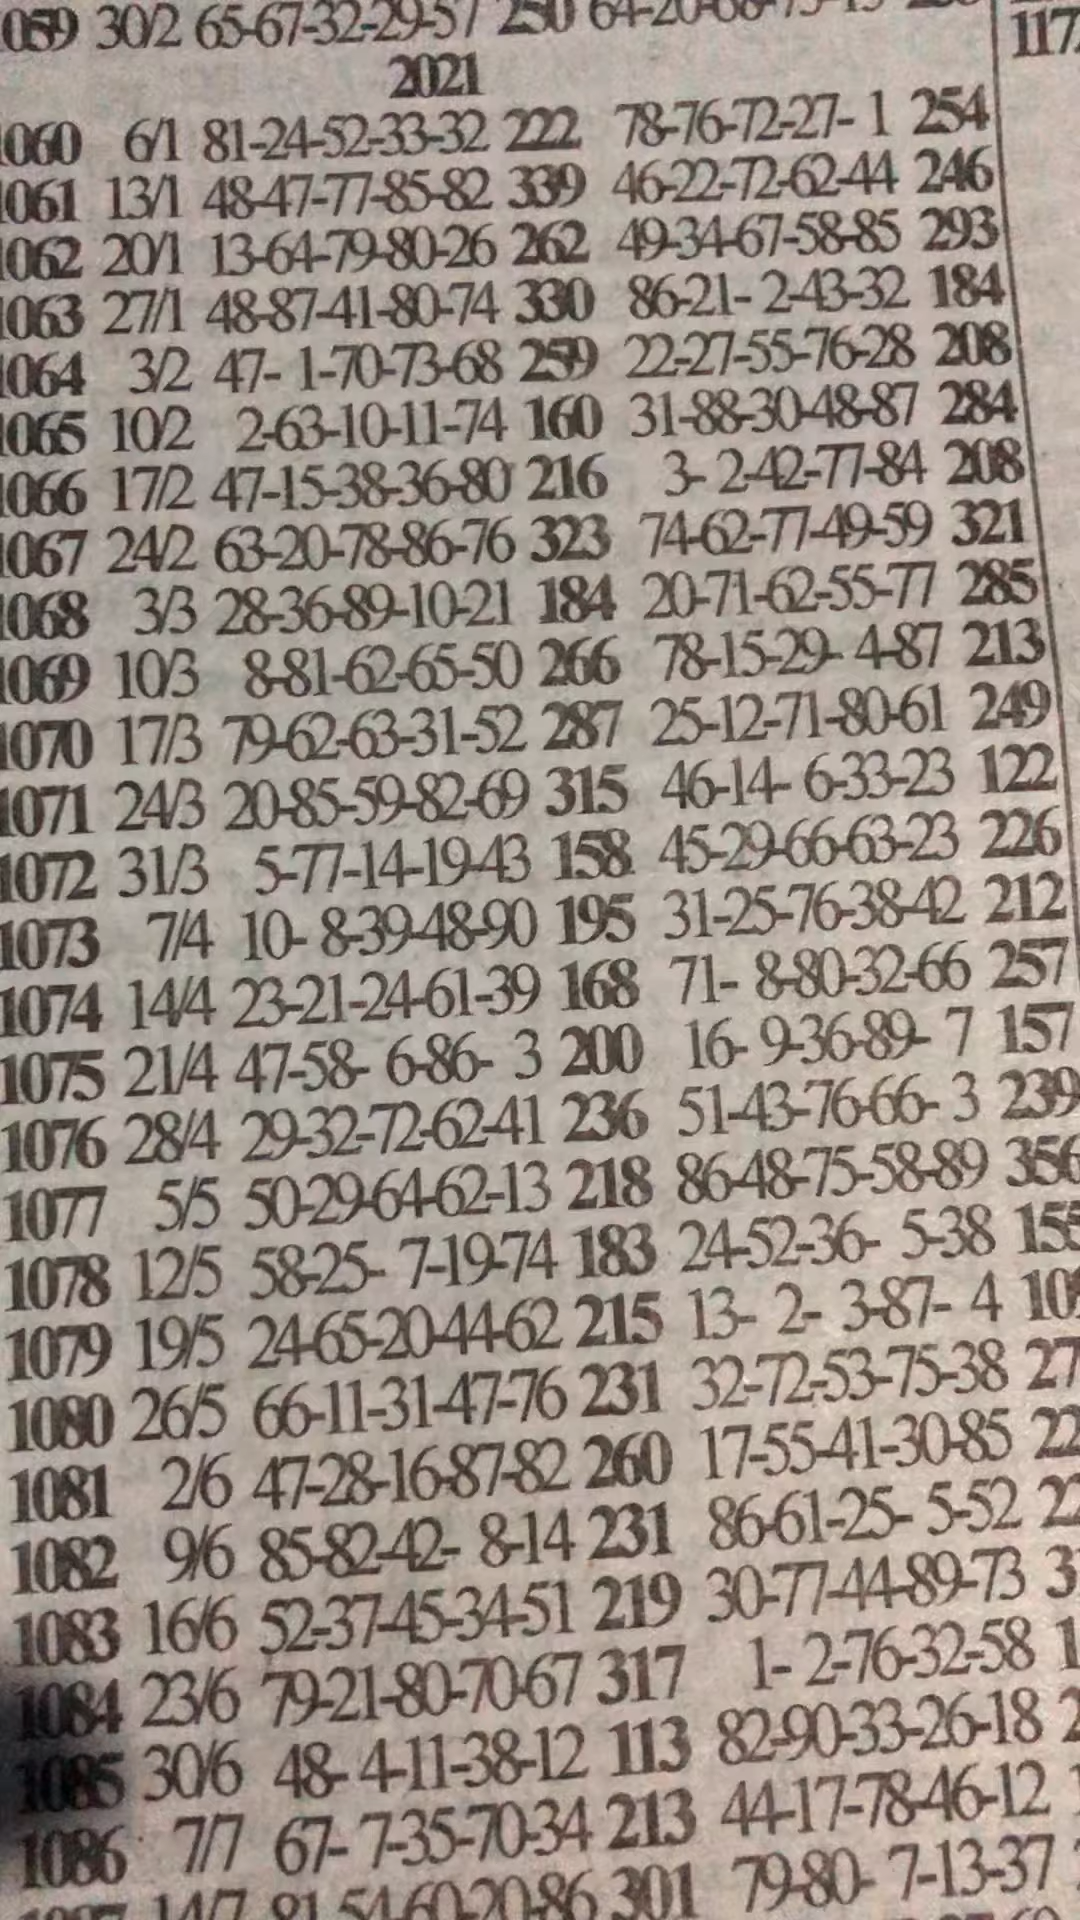 1059 30/2 65-67-32-29-57 250
2021
1060 6/1 81-24-52-33-32 222 78-76-72-27- 1 254
1061 13/1 48-47-77-85-82 339 46-22-72-62-44 246
1062 20/1 13-64-79-80-26 262 49-34-67-58-85 293
1063 27/1 48-87-41-80-74 330 86-21- 2-43-32 184
1064 3/2 47- 1-70-73-68 259 22-27-55-76-28 208
1065 10/2 2-63-10-11-74 160 31-88-30-48-87 284
1066 17/2 47-15-38-36-80 216 3- 2-42-77-84 208
1067 24/2 63-20-78-86-76 323 74-62-77-49-59 321
1068 3/3 28-36-89-10-21 184 20-71-62-55-77 285
1069 10/3 8-81-62-65-50 266 78-15-29- 4-87 213
1070 17/3 79-62-63-31-52 287 25-12-71-80-61 249
1071 24/3 20-85-59-82-69 315 46-14- 6-33-23 122
1072 31/3 5-77-14-19-43 158 45-29-66-63-23 226
1073 7/4 10- 8-39-48-90 195 31-25-76-38-42 212
1074 14/4 23-21-24-61-39 168 71- 8-80-32-66 257
1075 21/4 47-58- 6-86- 3 200 16- 9-36-89- 7 157
1076 28/4 29-32-72-62-41 236 51-43-76-66- 3 239
1077 5/5 50-29-64-62-13 218 86-48-75-58-89 356
1078 12/5 58-25- 7-19-74 183 24-52-36- 5-38 155
1079 19/5 24-65-20-44-62 215 13- 2- 3-87- 4
1080 26/5 66-11-31-47-76 231 32-72-53-75-38
1081 2/6 47-28-16-87-82 260 17-55-41-30-85
1082 9/6 85-82-42- 8-14 231 86-61-25- 5-52
1083 16/6 52-37-45-34-51 219 30-77-44-89-73
1084 23/6 79-21-80-70-67 317 1- 2-76-32-58
1085 30/6 48- 4-11-38-12 113 82-90-33-26-18
1086 7/7 67- 7-35-70-34 213 44-17-78-46-12
14/7 81-54-60-20-86 301 79-80- 7-13-37